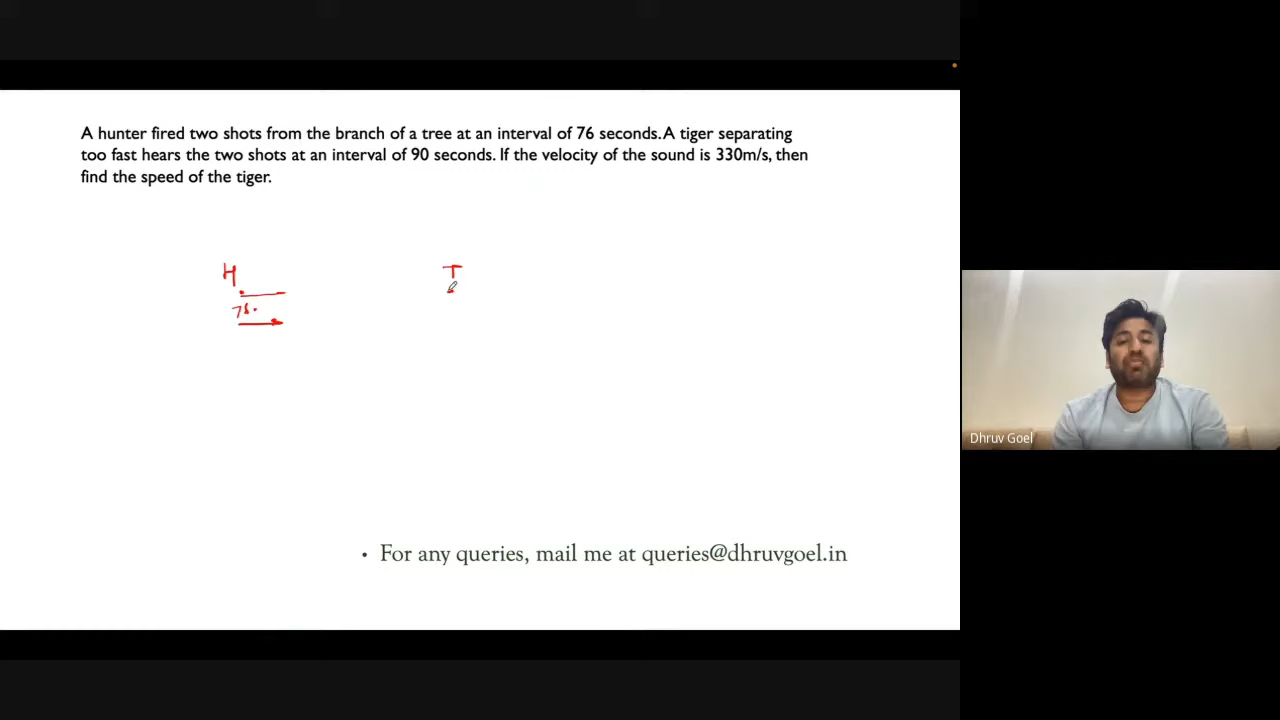 A hunter fired two shots from the branch of a tree at an interval of 76 seconds. A tiger separating
too fast hears the two shots at an interval of 90 seconds. If the velocity of the sound is 330m/s, then
find the speed of the tiger.
H
T
• For any queries, mail me at queries@dhruvgoel.in
Dhruv Goel